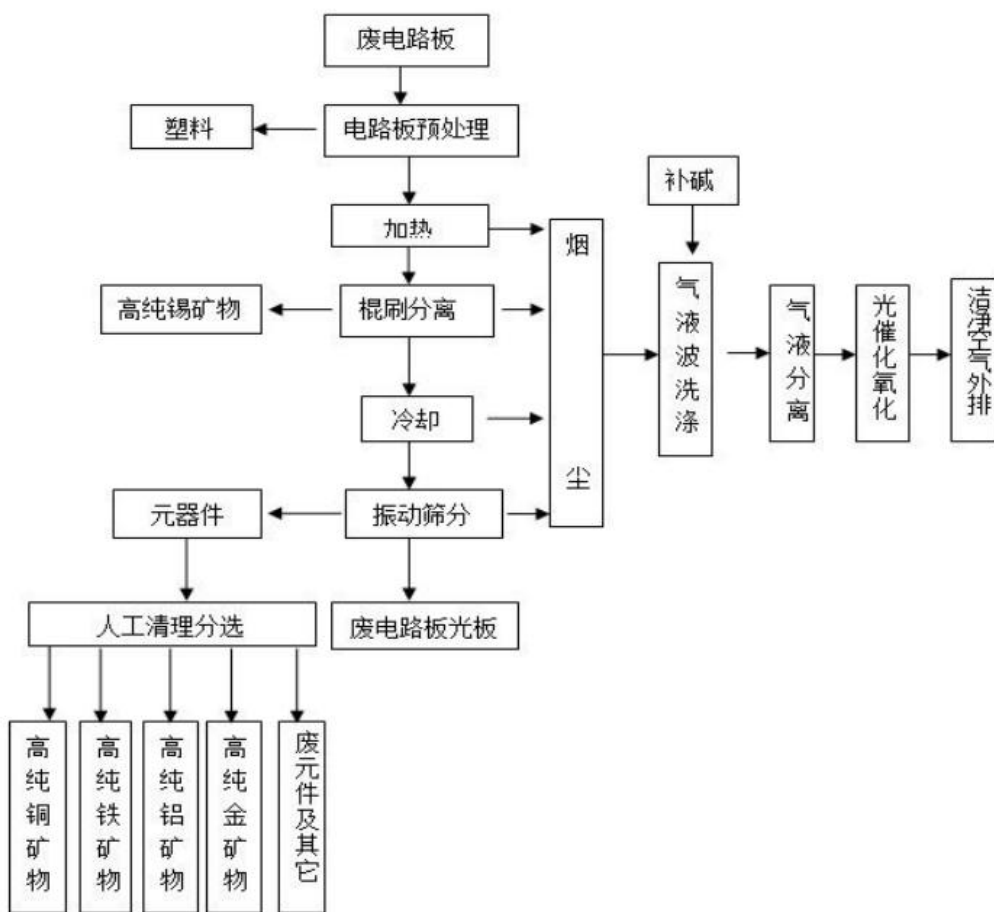 废电路板
塑料
电路板预处理
补碱
加热
烟尘
高纯锡矿物
棍刷分离
气液波洗涤
气液分离
光催化氧化
洁净空气外排
冷却
元器件
振动筛分
人工清理分选
废电路板光板
高纯铜矿物
高纯铁矿物
高纯铝矿物
高纯金矿物
废元件及其它